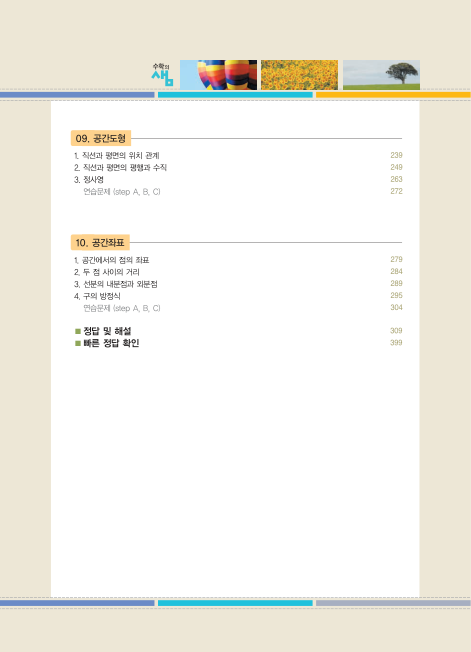 수학의
샘
09. 공간도형
1. 직선과 평면의 위치 관계 239
2. 직선과 평면의 평행과 수직 249
3. 정사영 263
연습문제 (step A, B, C) 272
10. 공간좌표
1. 공간에서의 점의 좌표 279
2. 두 점 사이의 거리 284
3. 선분의 내분점과 외분점 289
4. 구의 방정식 295
연습문제 (step A, B, C) 304
■ 정답 및 해설 309
■ 빠른 정답 확인 399